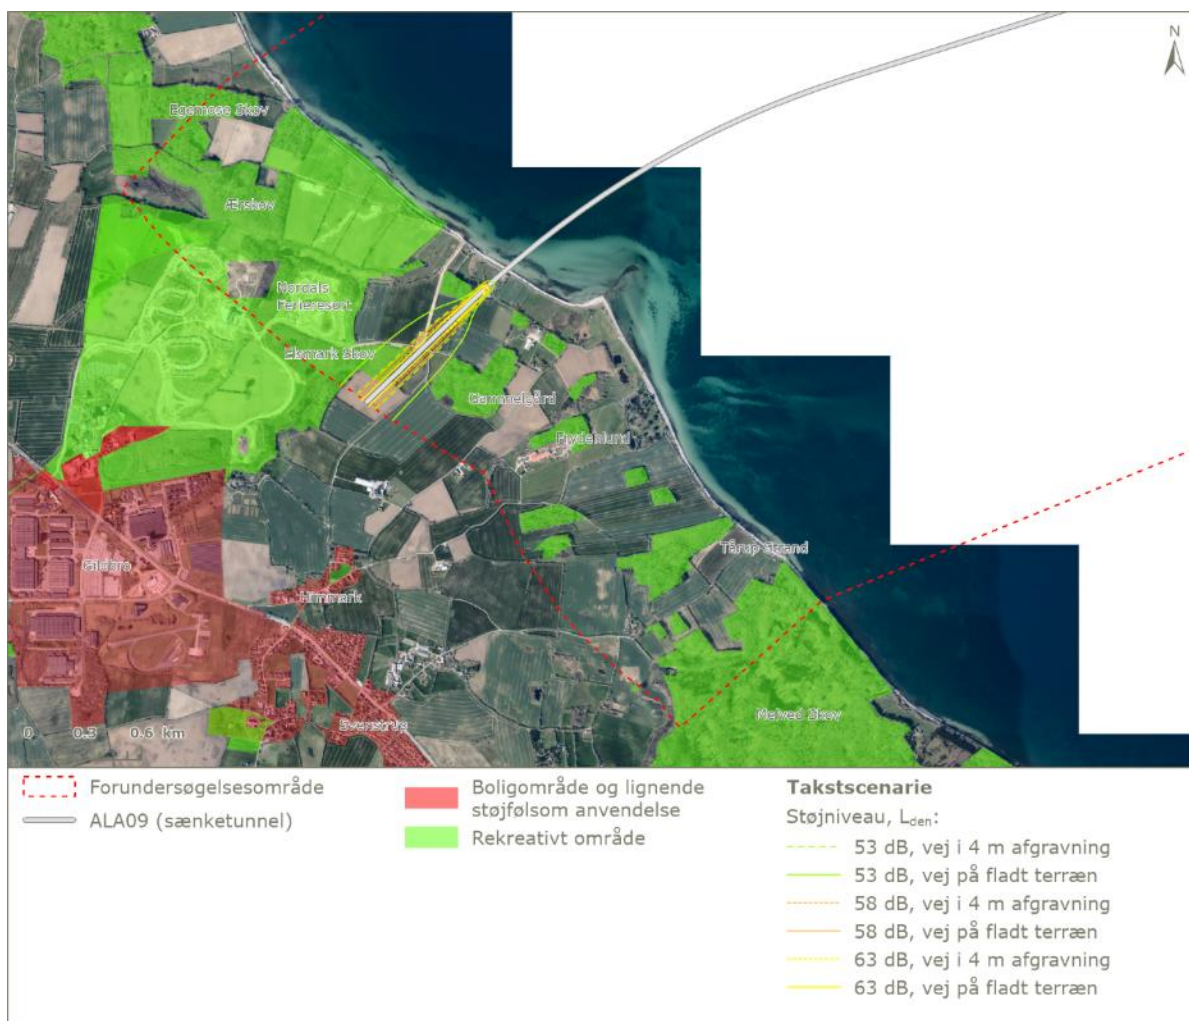 N
Egemose Skov
Ærskov
Nordals
Ferieresort
Elsmark Skov
Gammelgård
Frydenlund
Tårup Strand
Himmark
Svenstrup
Mejved Skov
0 0.3 0.6 km
Forundersøgelsesområde
ALA09 (sænketunnel)
Boligområde og lignende
støjfølsom anvendelse
Rekreativt område
Takstscenarie
Støjniveau, Lden:
53 dB, vej i 4 m afgravning
53 dB, vej på fladt terræn
58 dB, vej i 4 m afgravning
58 dB, vej på fladt terræn
63 dB, vej i 4 m afgravning
63 dB, vej på fladt terræn